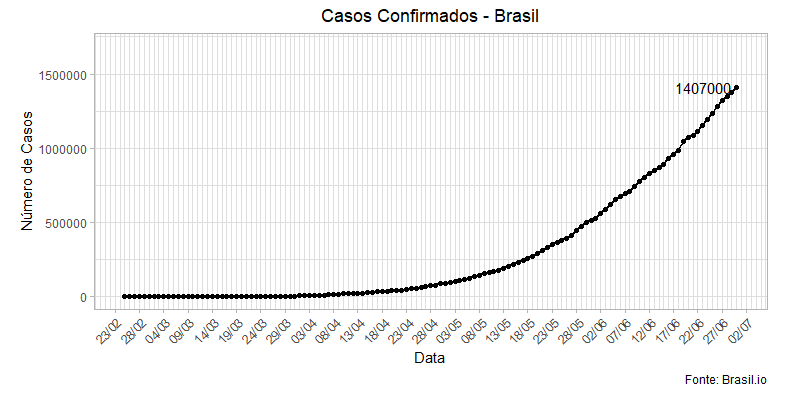 Casos Confirmados - Brasil
Número de Casos
1500000
1000000
500000
0
1407000
23/02 28/02 04/03 09/03 14/03 19/03 24/03 29/03 03/04 08/04 13/04 18/04 23/04 28/04 03/05 08/05 13/05 18/05 23/05 28/05 02/06 07/06 12/06 17/06 22/06 27/06 02/07
Data
Fonte: Brasil.io